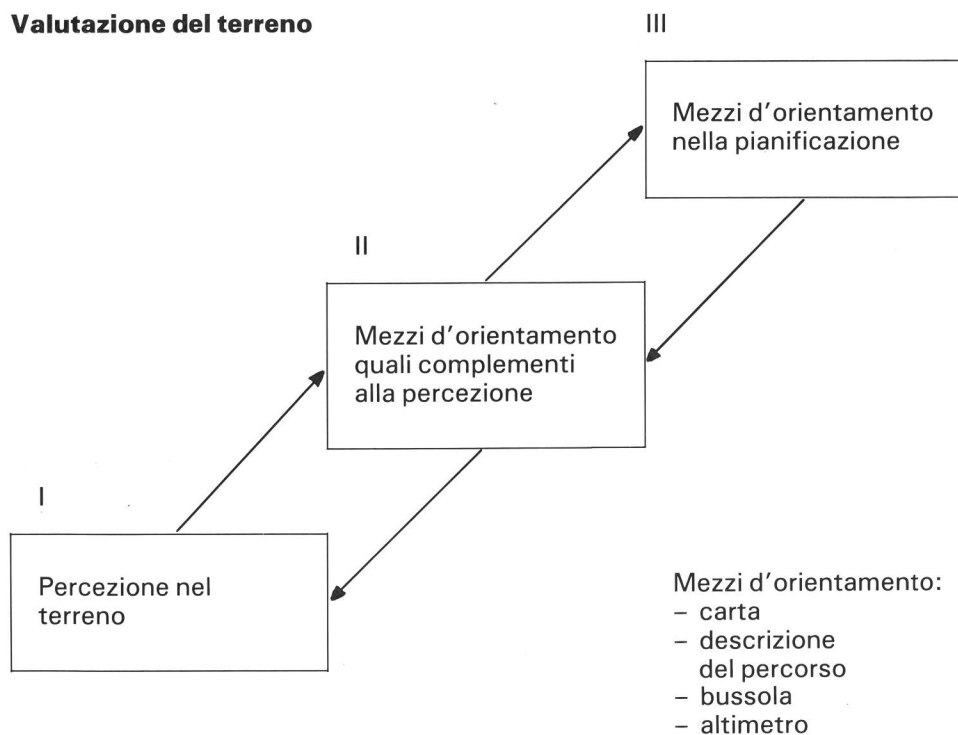 Valutazione del terreno
III
Mezzi d'orientamento
nella pianificazione
II
Mezzi d'orientamento
quali complementi
alla percezione
I
Percezione nel
terreno
Mezzi d'orientamento:
– carta
– descrizione
del percorso
– bussola
– altimetro